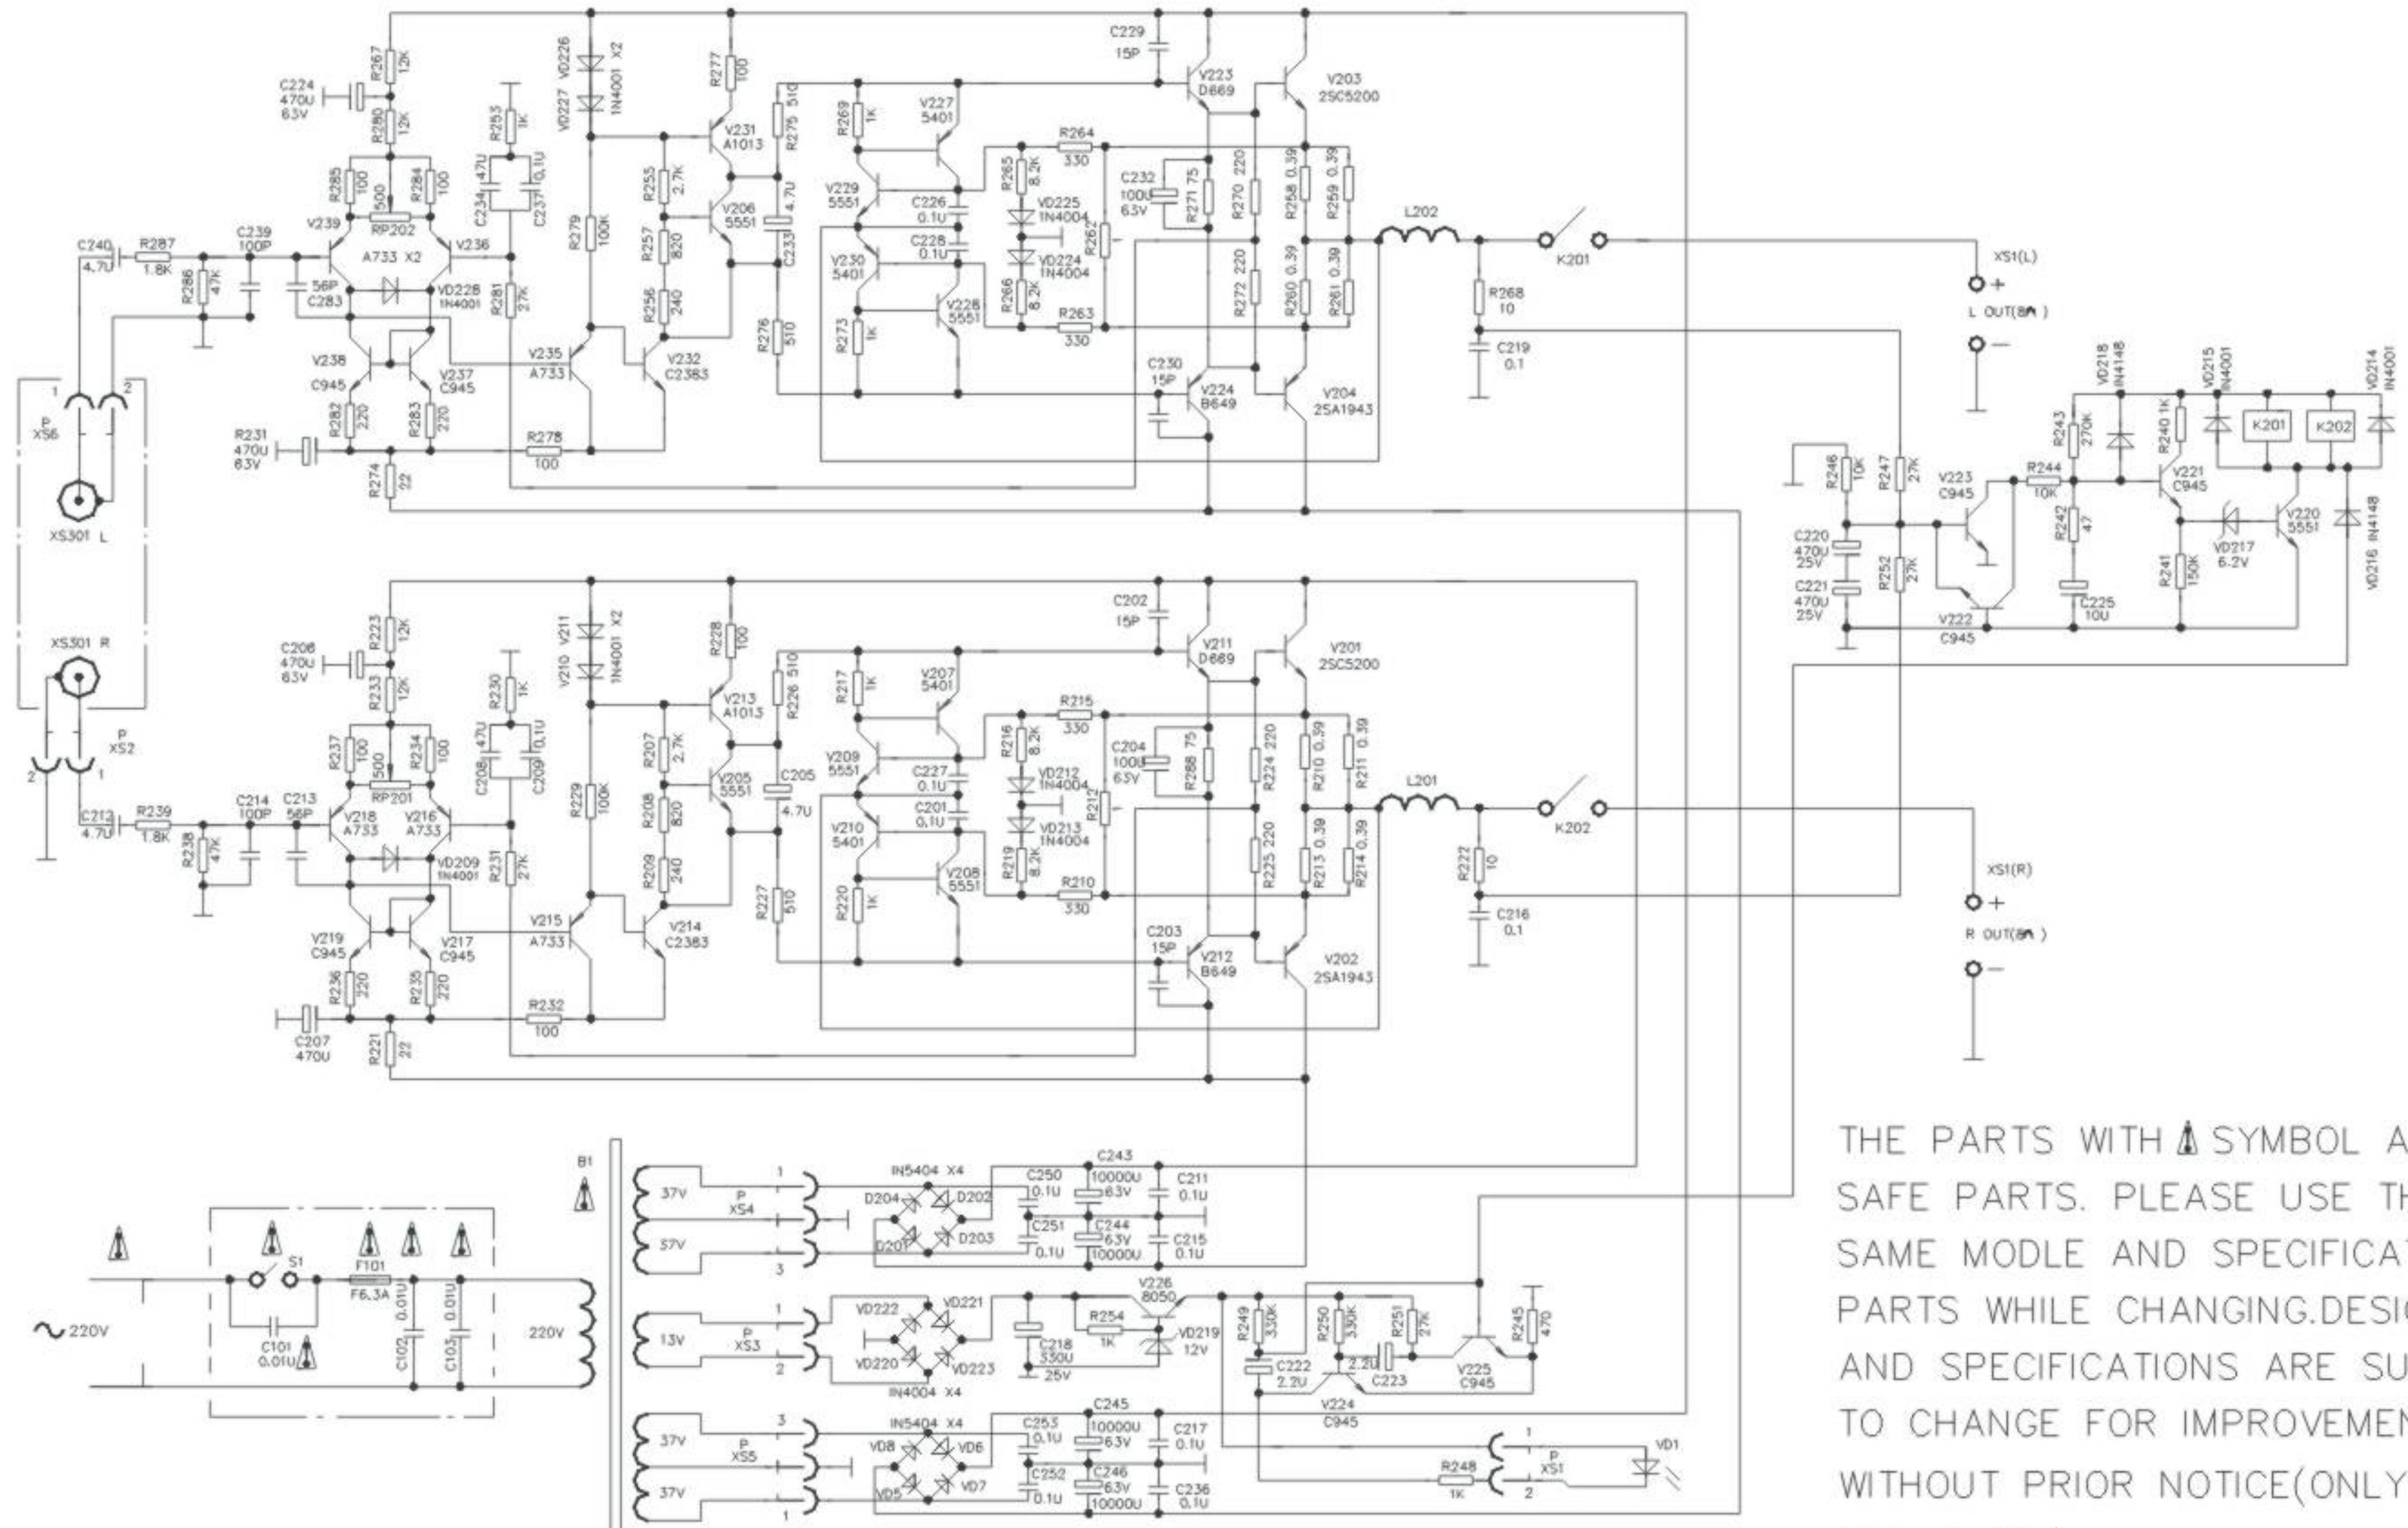 R267
12K
C224
470U
63V
R280
12K
R253
1K
VD226
VD227
1N4001 X2
R277
100
V231
A1013
R275 510
R269
1K
V227
5401
C229
15P
V223
D669
V203
2SC5200
R285
100
500
RP202
R284
100
C234 47U
C237 0.1U
R279
100K
R255
2.7K
R257
820
R256
240
V206
5551
4.7U
C233
V229
5551
V230
5401
C226
0.1U
C228
0.1U
R265
8.2K
R264
330
VD225
1N4004
VD224
1N4004
R266
8.2K
R263
330
R262
C232
100U
63V
R271 75
R270 220
R272 220
R258 0.39
R259 0.39
R260 0.39
R261 0.39
L202
K201
XS1(L)
+
L OUT(8Ω)
−
R268
10
C219
0.1
C240
4.7U
R287
1.8K
R286
47K
C239
100P
V239
56P
C283
A733 X2
V236
VD228
1N4001
R281
27K
V238
C945
V237
C945
R282
220
R283
220
R231
470U
63V
R274
22
R278
100
V235
A733
V232
C2383
R276
510
R273
1K
V228
5551
C230
15P
V224
B649
V204
2SA1943
1
2
P
XS6
XS301 L
XS301 R
P
XS2
2
1
R246
10K
R247
27K
R252
27K
C220
470U
25V
C221
470U
25V
V223
C945
V222
C945
R244
10K
R243
270K
R242
47
C225
10U
VD218
IN4148
R240 1K
V221
C945
R241
150K
VD217
6.2V
VD215
IN4001
K201
K202
VD214
IN4001
V220
5551
VD216 IN4148
R223
12K
C206
470U
63V
R233
12K
R230
1K
V211
V210
1N4001 X2
R228
100
V213
A1013
R226 510
R217
1K
V207
5401
C202
15P
V211
D669
V201
2SC5200
R237
100
500
RP201
R234
100
C208 47U
C209 0.1U
R229
100K
R207
2.7K
R208
820
R209
240
V205
5551
C205
4.7U
V209
5551
V210
5401
C227
0.1U
C201
0.1U
R216
8.2K
R215
330
VD212
1N4004
VD213
1N4004
R219
8.2K
R210
330
R212
C204
100U
63V
R288 75
R224 220
R225 220
R210 0.39
R211 0.39
R213 0.39
R214 0.39
L201
K202
XS1(R)
+
R OUT(8Ω)
−
R222
10
C216
0.1
C212
4.7U
R239
1.8K
R238
47K
C214
100P
C213
56P
V218
A733
V216
A733
VD209
1N4001
R231
27K
V219
C945
V217
C945
R236
220
R235
220
C207
470U
R221
22
R232
100
V215
A733
V214
C2383
R227
510
R220
1K
V208
5551
C203
15P
V212
B649
V202
2SA1943
220V
S1
C101
0.01U
F101
F6.3A
C102 0.01U
C103 0.01U
B1
220V
37V
37V
1
P
XS4
3
IN5404 X4
D204
D202
D201
D203
C250
0.1U
C251
0.1U
C243
10000U
63V
C244
63V
10000U
C211
0.1U
C215
0.1U
13V
1
P
XS3
2
VD222
VD221
VD220
VD223
IN4004 X4
C218
330U
25V
R254
1K
V226
8050
VD219
12V
R249
330K
C222
2.2U
R250
330K
2.2U
C223
R251
27K
V224
C945
V225
C945
R245
470
37V
37V
3
P
XS5
1
IN5404 X4
VD8
VD6
VD5
VD7
C253
0.1U
C252
0.1U
C245
10000U
63V
C246
63V
10000U
C217
0.1U
C236
0.1U
R248
1K
1
P
XS1
2
VD1
THE PARTS WITH ⚠ SYMBOL A
SAFE PARTS. PLEASE USE TH
SAME MODLE AND SPECIFICA
PARTS WHILE CHANGING.DESI
AND SPECIFICATIONS ARE SU
TO CHANGE FOR IMPROVEMEN
WITHOUT PRIOR NOTICE(ONLY